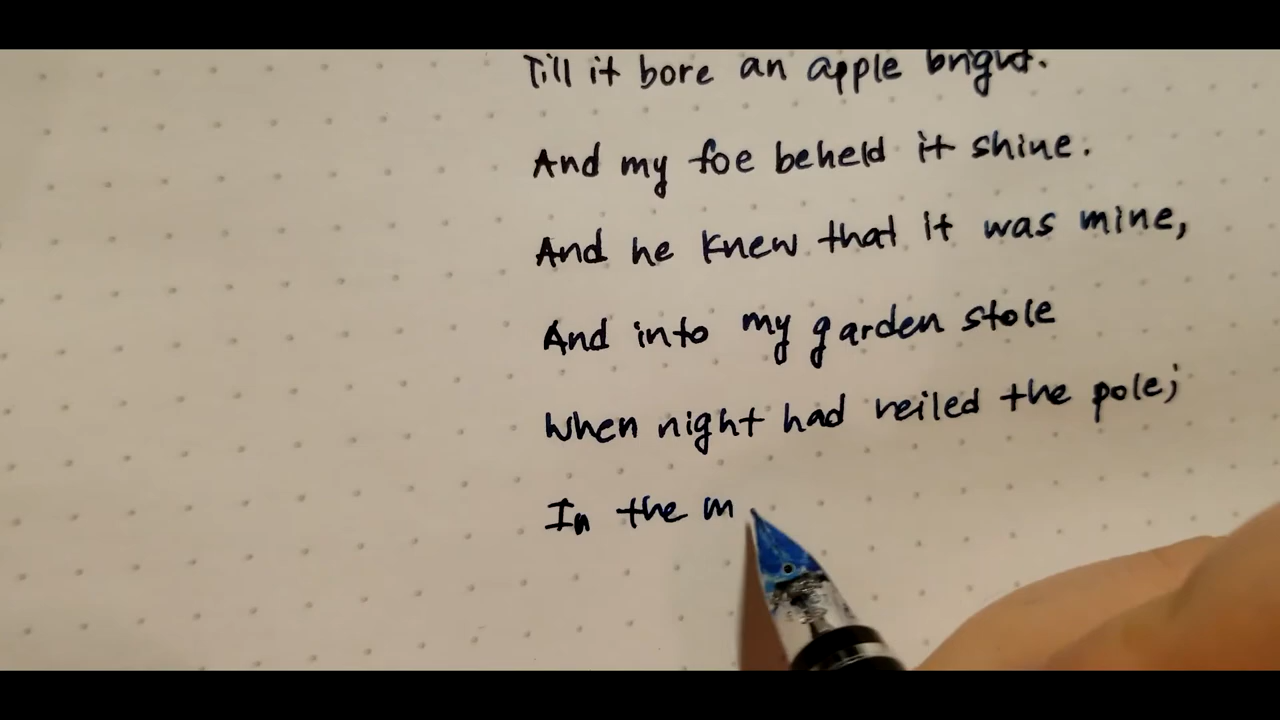 Till it bore an apple bright.
And my foe beheld it shine.
And he knew that it was mine,
And into my garden stole
When night had veiled the pole;
In the m